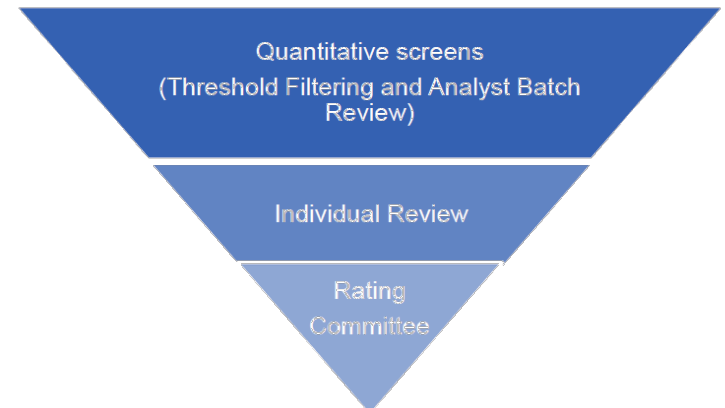 Quantitative screens
(Threshold Filtering and Analyst Batch
Review)
Individual Review
Rating
Committee